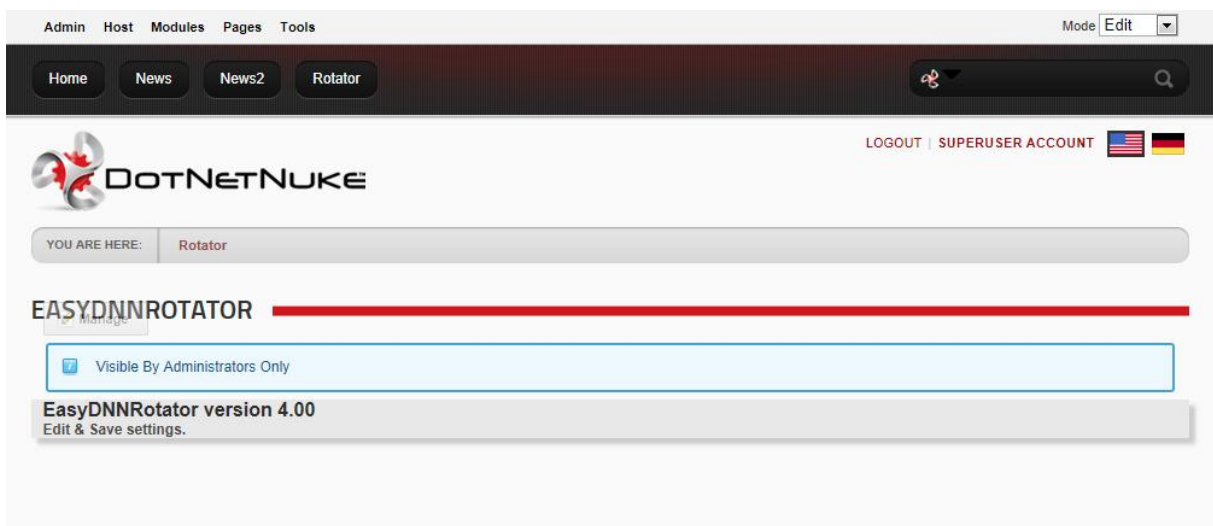 Admin Host Modules Pages Tools Mode Edit
Home News News2 Rotator
LOGOUT | SUPERUSER ACCOUNT
DOTNETNUKE
YOU ARE HERE: Rotator
EASYDNNROTATOR
Manage
Visible By Administrators Only
EasyDNNRotator version 4.00
Edit & Save settings.